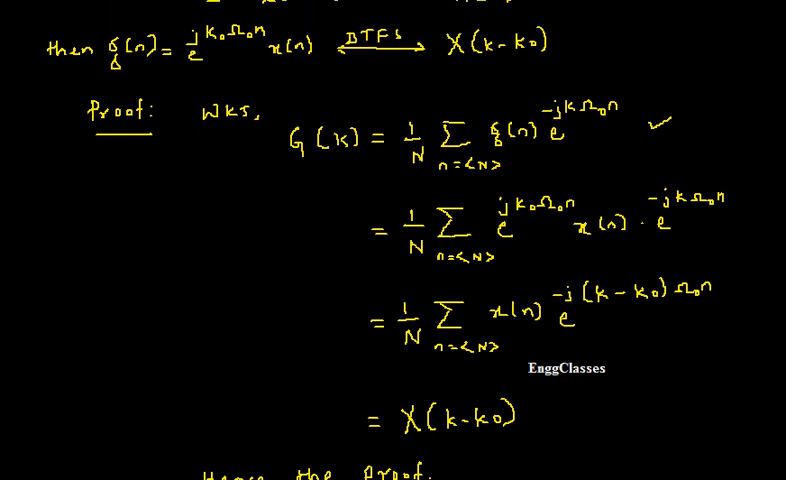 then g[n] = e^{jk₀Ω₀n} x(n) ⟷ DTFS X(k-k₀)
Proof: WKT,
G(k) = 1/N Σ_{n=<N>} g(n) e^{-jkΩ₀n} ✓
= 1/N Σ_{n=<N>} e^{jk₀Ω₀n} x(n) · e^{-jkΩ₀n}
= 1/N Σ_{n=<N>} x(n) e^{-j(k-k₀)Ω₀n}
EnggClasses
= X(k-k₀)
Hence the Proof.